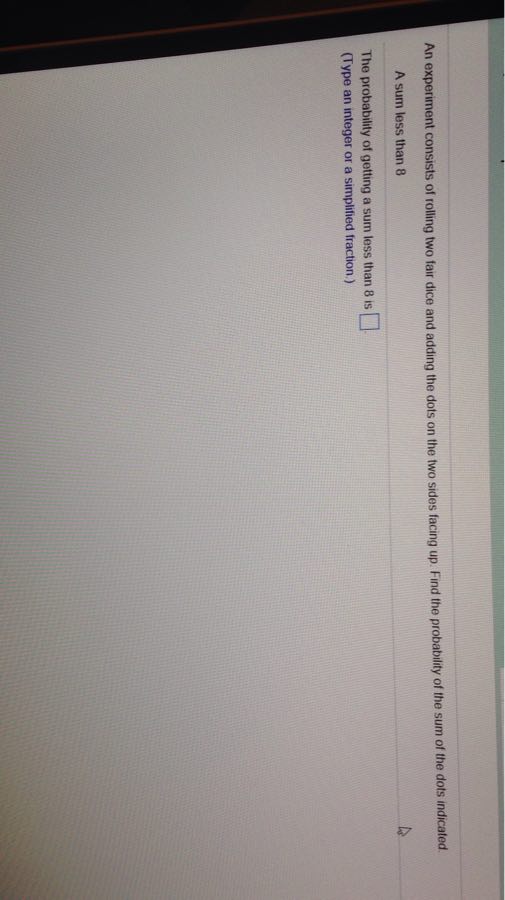 An experiment consists of rolling two fair dice and adding the dots on the two sides facing up. Find the probability of the sum of the dots indicated.
A sum less than 8
The probability of getting a sum less than 8 is .
(Type an integer or a simplified fraction.)